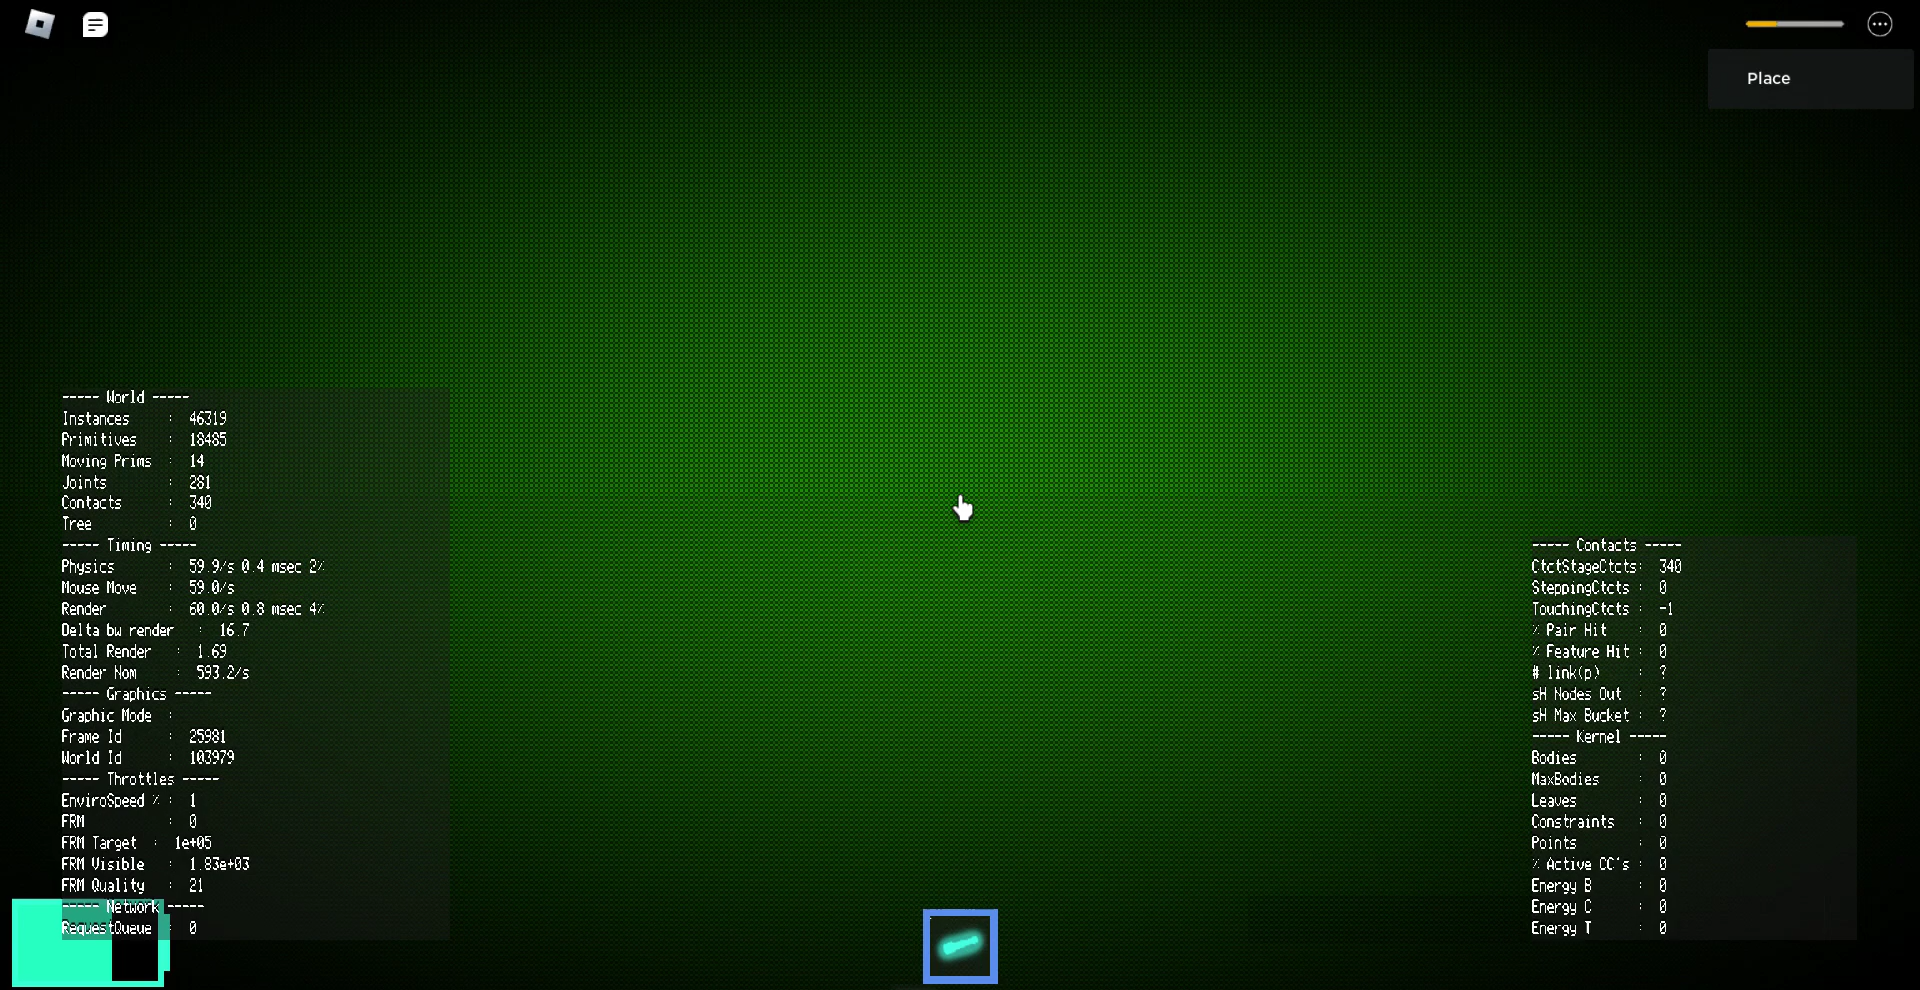 Place
----- World -----
Instances : 46319
Primitives : 18485
Moving Prims : 14
Joints : 281
Contacts : 340
Tree : 0
----- Timing -----
Physics : 59.9/s 0.4 msec 2%
Mouse Move : 59.0/s
Render : 60.0/s 0.8 msec 4%
Delta bw render : 16.7
Total Render : 1.69
Render Nom : 593.2/s
----- Graphics -----
Graphic Mode :
Frame Id : 25981
World Id : 103979
----- Throttles -----
EnviroSpeed % : 1
FRM : 0
FRM Target : 1e+05
FRM Visible : 1.83e+03
FRM Quality : 21
----- Network -----
RequestQueue : 0
----- Contacts -----
CtctStageCtcts: 340
SteppingCtcts : 0
TouchingCtcts : -1
% Pair Hit : 0
% Feature Hit : 0
# link(p) : ?
sH Nodes Out : ?
sH Max Bucket : ?
----- Kernel -----
Bodies : 0
MaxBodies : 0
Leaves : 0
Constraints : 0
Points : 0
% Active CC's : 0
Energy B : 0
Energy C : 0
Energy T : 0